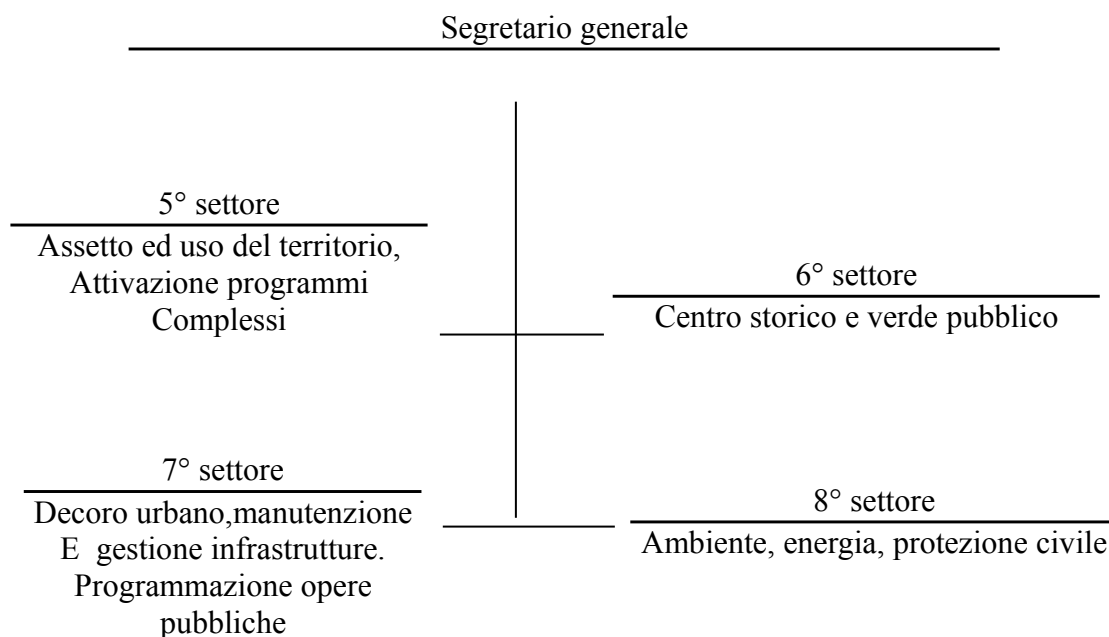 Segretario generale
5° settore
Assetto ed uso del territorio,
Attivazione programmi
Complessi
6° settore
Centro storico e verde pubblico
7° settore
Decoro urbano,manutenzione
E  gestione infrastrutture.
Programmazione opere
pubbliche
8° settore
Ambiente, energia, protezione civile